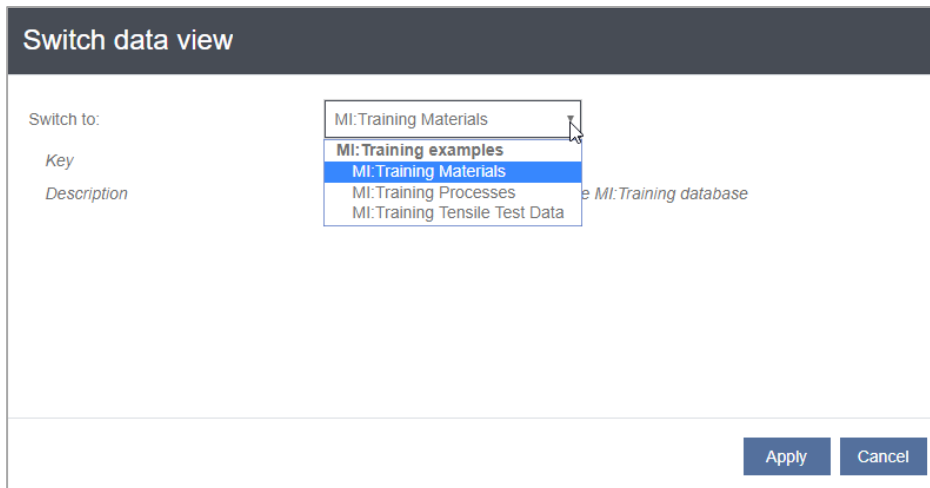 Switch data view
Switch to:
MI:Training Materials
Key
MI:Training examples
MI:Training Materials
Description
MI:Training Processes
e MI:Training database
MI:Training Tensile Test Data
Apply
Cancel